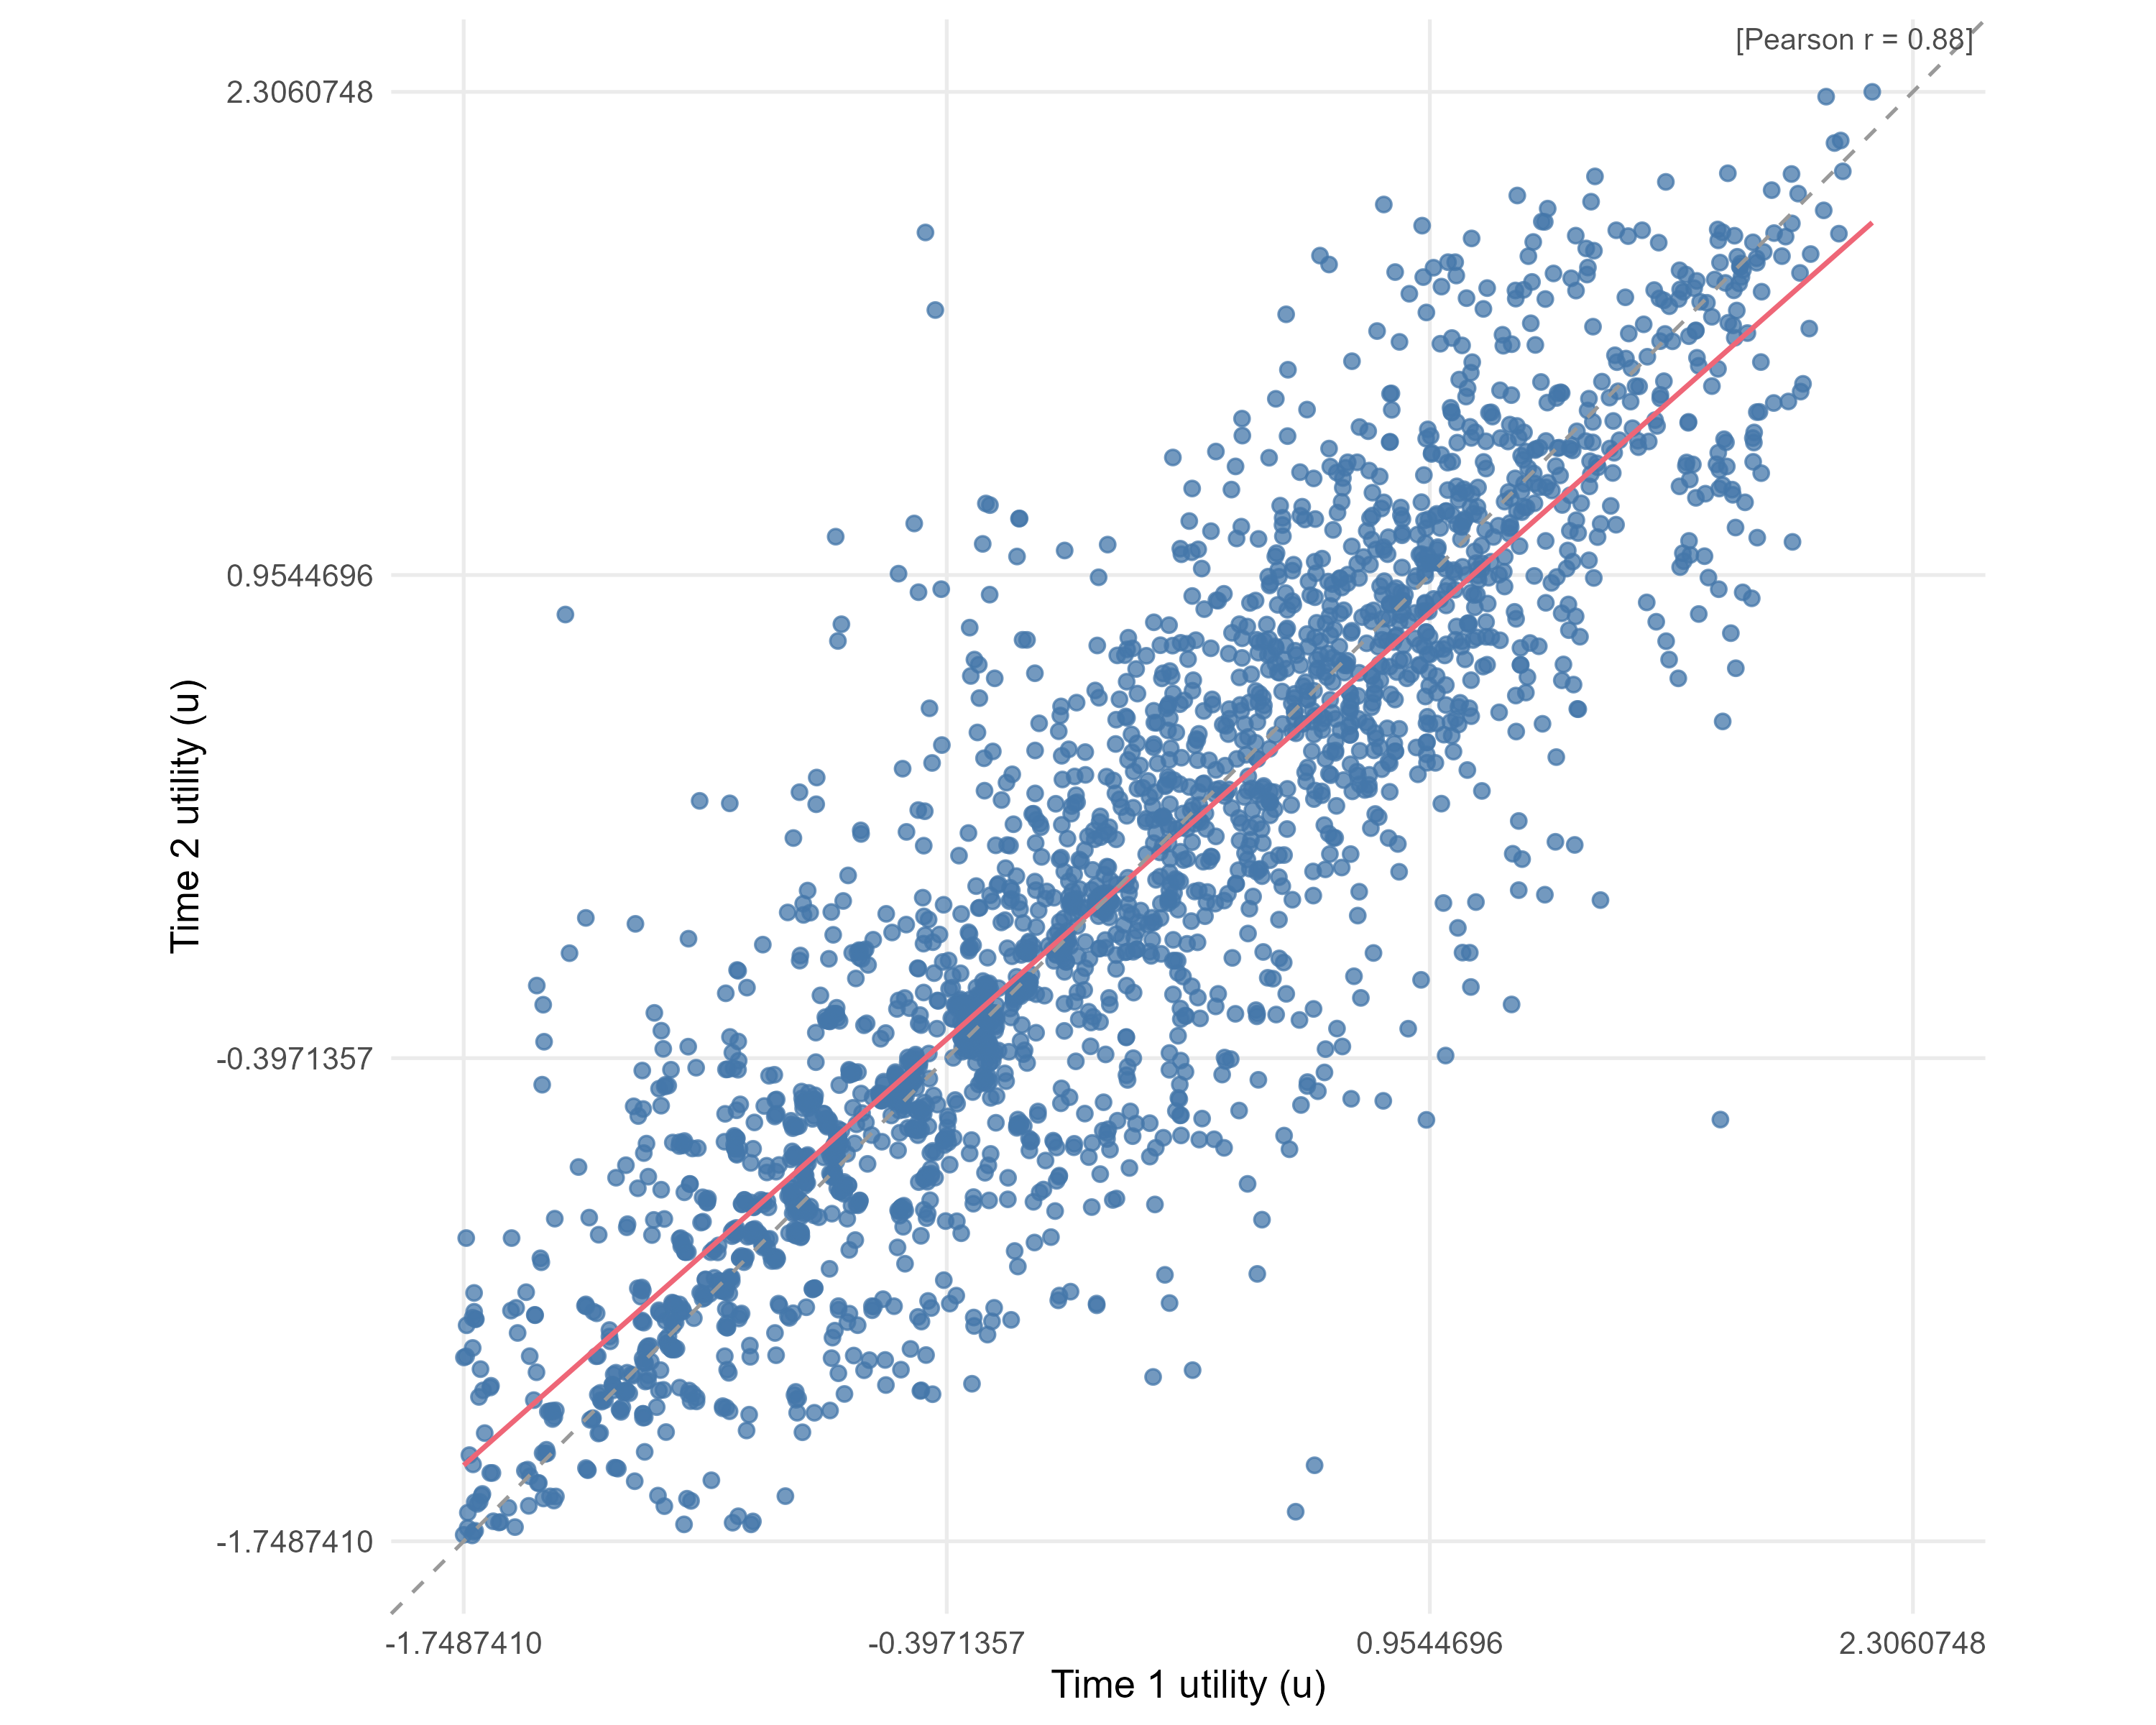 [Pearson r = 0.88]
2.3060748
0.9544696
-0.3971357
-1.7487410
Time 2 utility (u)
-1.7487410
-0.3971357
0.9544696
2.3060748
Time 1 utility (u)